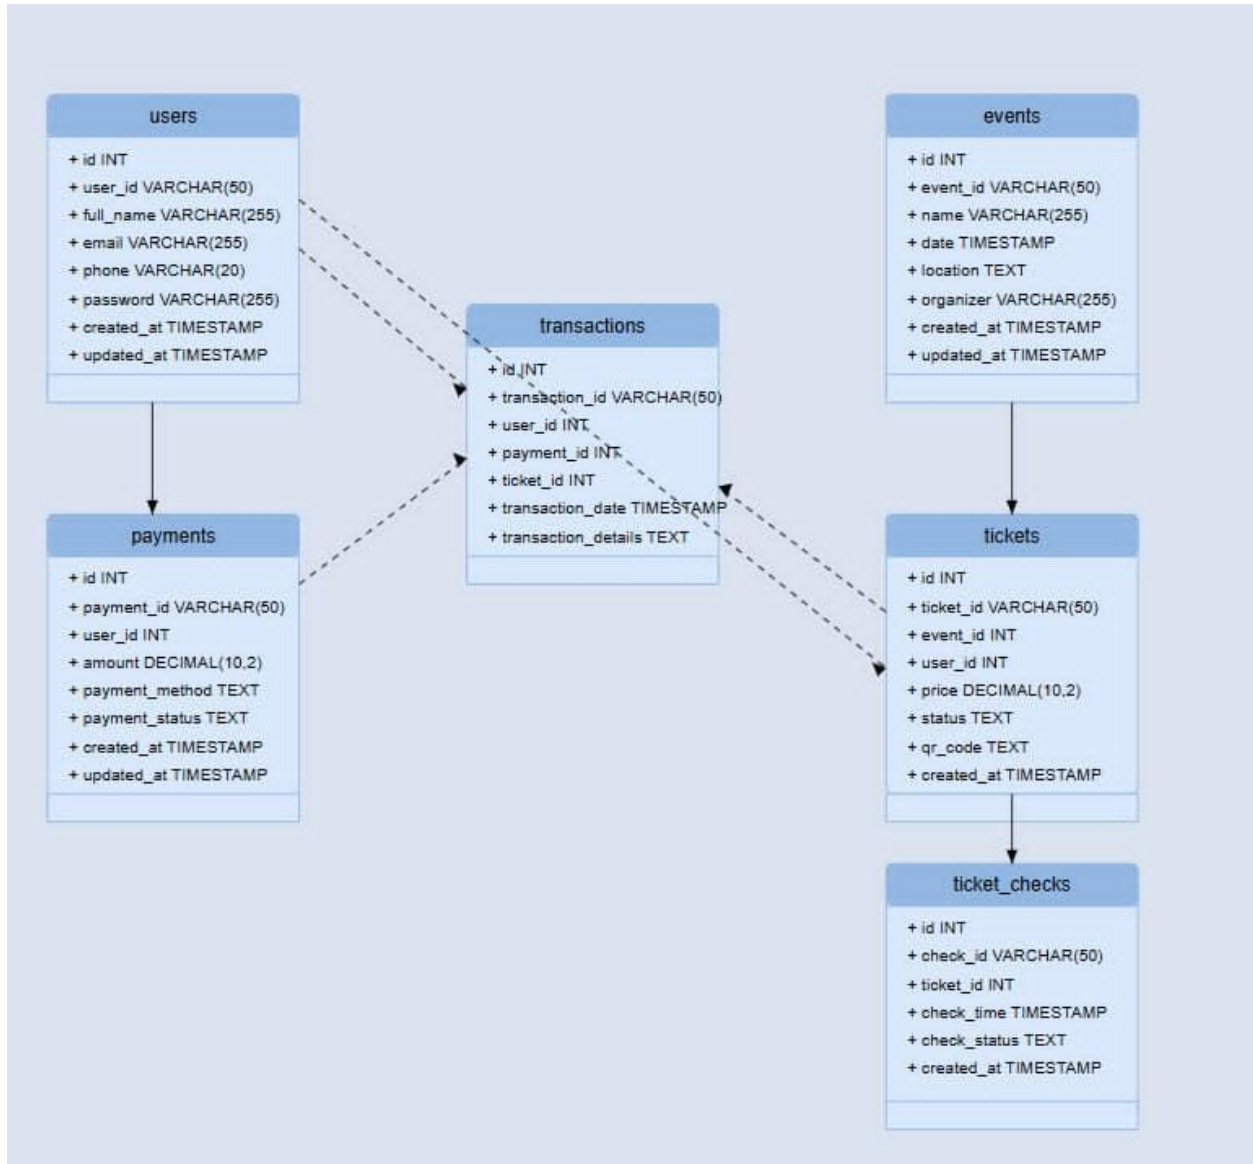 users
+ id INT
+ user_id VARCHAR(50)
+ full_name VARCHAR(255)
+ email VARCHAR(255)
+ phone VARCHAR(20)
+ password VARCHAR(255)
+ created_at TIMESTAMP
+ updated_at TIMESTAMP
events
+ id INT
+ event_id VARCHAR(50)
+ name VARCHAR(255)
+ date TIMESTAMP
+ location TEXT
+ organizer VARCHAR(255)
+ created_at TIMESTAMP
+ updated_at TIMESTAMP
transactions
+ id INT
+ transaction_id VARCHAR(50)
+ user_id INT
+ payment_id INT
+ ticket_id INT
+ transaction_date TIMESTAMP
+ transaction_details TEXT
payments
+ id INT
+ payment_id VARCHAR(50)
+ user_id INT
+ amount DECIMAL(10,2)
+ payment_method TEXT
+ payment_status TEXT
+ created_at TIMESTAMP
+ updated_at TIMESTAMP
tickets
+ id INT
+ ticket_id VARCHAR(50)
+ event_id INT
+ user_id INT
+ price DECIMAL(10,2)
+ status TEXT
+ qr_code TEXT
+ created_at TIMESTAMP
ticket_checks
+ id INT
+ check_id VARCHAR(50)
+ ticket_id INT
+ check_time TIMESTAMP
+ check_status TEXT
+ created_at TIMESTAMP